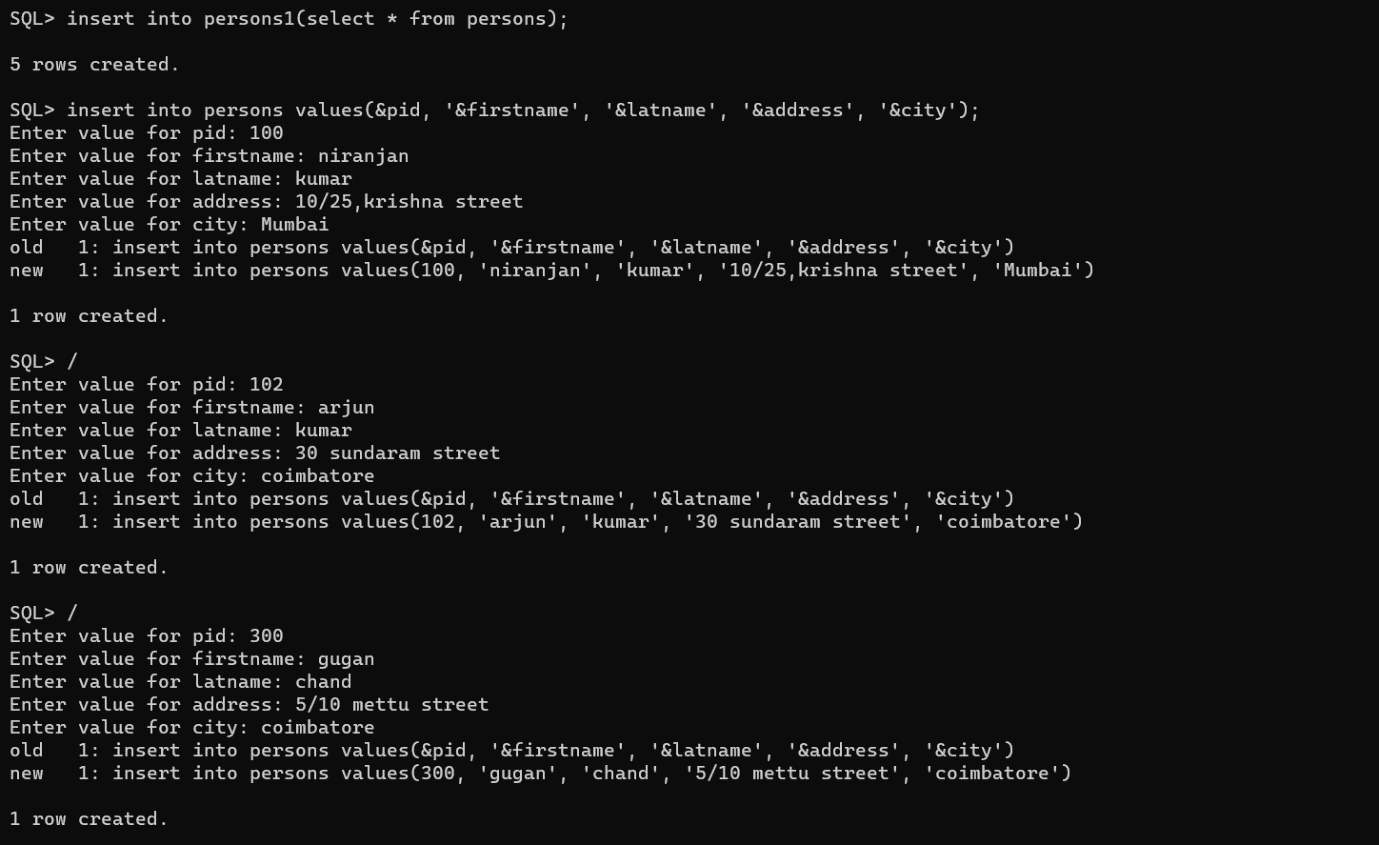 SQL> insert into persons1(select * from persons);
5 rows created.
SQL> insert into persons values(&pid, '&firstname', '&latname', '&address', '&city');
Enter value for pid: 100
Enter value for firstname: niranjan
Enter value for latname: kumar
Enter value for address: 10/25,krishna street
Enter value for city: Mumbai
old   1: insert into persons values(&pid, '&firstname', '&latname', '&address', '&city')
new   1: insert into persons values(100, 'niranjan', 'kumar', '10/25,krishna street', 'Mumbai')
1 row created.
SQL> /
Enter value for pid: 102
Enter value for firstname: arjun
Enter value for latname: kumar
Enter value for address: 30 sundaram street
Enter value for city: coimbatore
old   1: insert into persons values(&pid, '&firstname', '&latname', '&address', '&city')
new   1: insert into persons values(102, 'arjun', 'kumar', '30 sundaram street', 'coimbatore')
1 row created.
SQL> /
Enter value for pid: 300
Enter value for firstname: gugan
Enter value for latname: chand
Enter value for address: 5/10 mettu street
Enter value for city: coimbatore
old   1: insert into persons values(&pid, '&firstname', '&latname', '&address', '&city')
new   1: insert into persons values(300, 'gugan', 'chand', '5/10 mettu street', 'coimbatore')
1 row created.